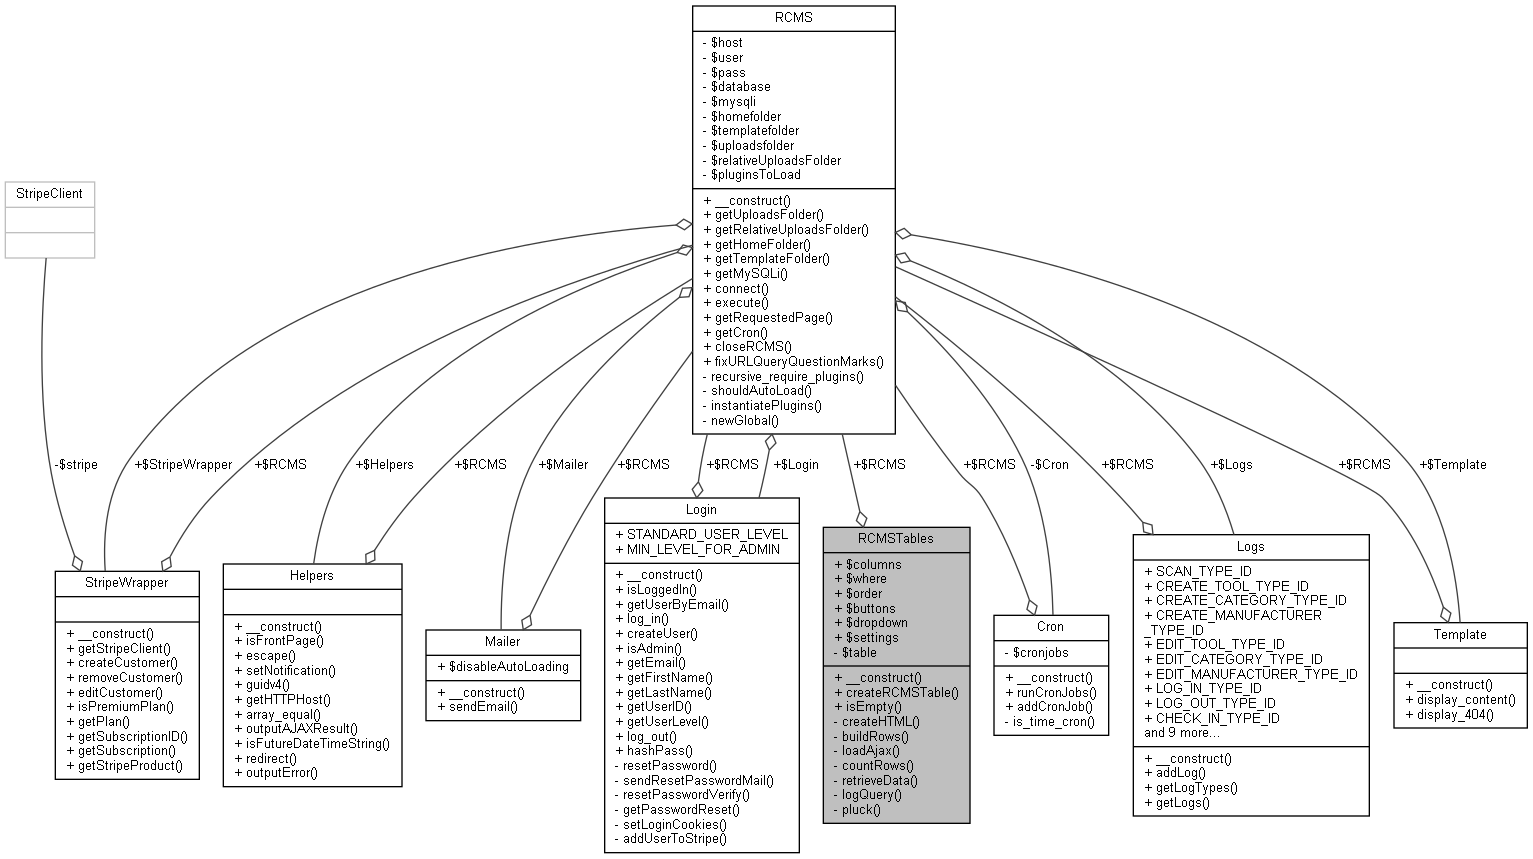 RCMS
- $host
- $user
- $pass
- $database
- $mysqli
- $homefolder
- $templatefolder
- $uploadsfolder
- $relativeUploadsFolder
- $pluginsToLoad
+ __construct()
+ getUploadsFolder()
+ getRelativeUploadsFolder()
+ getHomeFolder()
+ getTemplateFolder()
+ getMySQLi()
+ connect()
+ execute()
+ getRequestedPage()
+ getCron()
+ closeRCMS()
+ fixURLQueryQuestionMarks()
- recursive_require_plugins()
- shouldAutoLoad()
- instantiatePlugins()
- newGlobal()
StripeClient
-$stripe
+$StripeWrapper
+$RCMS
+$Helpers
+$RCMS
+$Mailer
+$RCMS
+$RCMS
+$Login
+$RCMS
+$RCMS
-$Cron
+$RCMS
+$Logs
+$RCMS
+$Template
StripeWrapper
+ __construct()
+ getStripeClient()
+ createCustomer()
+ removeCustomer()
+ editCustomer()
+ isPremiumPlan()
+ getPlan()
+ getSubscriptionID()
+ getSubscription()
+ getStripeProduct()
Helpers
+ __construct()
+ isFrontPage()
+ escape()
+ setNotification()
+ guidv4()
+ getHTTPHost()
+ array_equal()
+ outputAJAXResult()
+ isFutureDateTimeString()
+ redirect()
+ outputError()
Mailer
+ $disableAutoLoading
+ __construct()
+ sendEmail()
Login
+ STANDARD_USER_LEVEL
+ MIN_LEVEL_FOR_ADMIN
+ __construct()
+ isLoggedIn()
+ getUserByEmail()
+ log_in()
+ createUser()
+ isAdmin()
+ getEmail()
+ getFirstName()
+ getLastName()
+ getUserID()
+ getUserLevel()
+ log_out()
+ hashPass()
- resetPassword()
- sendResetPasswordMail()
- resetPasswordVerify()
- getPasswordReset()
- setLoginCookies()
- addUserToStripe()
RCMSTables
+ $columns
+ $where
+ $order
+ $buttons
+ $dropdown
+ $settings
- $table
+ __construct()
+ createRCMSTable()
+ isEmpty()
- createHTML()
- buildRows()
- loadAjax()
- countRows()
- retrieveData()
- logQuery()
- pluck()
Cron
- $cronjobs
+ __construct()
+ runCronJobs()
+ addCronJob()
- is_time_cron()
Logs
+ SCAN_TYPE_ID
+ CREATE_TOOL_TYPE_ID
+ CREATE_CATEGORY_TYPE_ID
+ CREATE_MANUFACTURER
_TYPE_ID
+ EDIT_TOOL_TYPE_ID
+ EDIT_CATEGORY_TYPE_ID
+ EDIT_MANUFACTURER_TYPE_ID
+ LOG_IN_TYPE_ID
+ LOG_OUT_TYPE_ID
+ CHECK_IN_TYPE_ID
and 9 more...
+ __construct()
+ addLog()
+ getLogTypes()
+ getLogs()
Template
+ __construct()
+ display_content()
+ display_404()